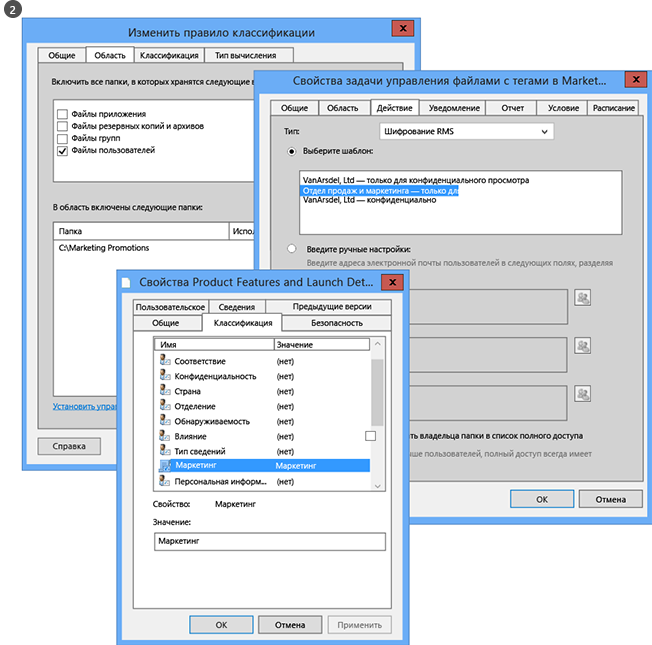 2
Изменить правило классификации
Общие Область Классификация Тип вычисления
Включить все папки, в которых хранятся следующие
Файлы приложения
Файлы резервных копий и архивов
Файлы групп
Файлы пользователей
В область включены следующие папки:
Папка Испол
C:\Marketing Promotions
Установить упра
Справка
Свойства задачи управления файлами с тегами в Market...
Общие Область Действие Уведомление Отчет Условие Расписание
Тип: Шифрование RMS
Выберите шаблон:
VanArsdel, Ltd — только для конфиденциального просмотра
Отдел продаж и маркетинга — только дл
VanArsdel, Ltd — конфиденциально
Введите ручные настройки:
Введите адреса электронной почты пользователей в следующих полях, разделяя
ть владельца папки в список полного доступа
ше пользователей, полный доступ всегда имеет
ОК Отмена
Свойства Product Features and Launch Det...
Пользовательское Сведения Предыдущие версии
Общие Классификация Безопасность
Имя Значение
Соответствие (нет)
Конфиденциальность (нет)
Страна (нет)
Отделение (нет)
Обнаруживаемость (нет)
Влияние (нет)
Тип сведений (нет)
Маркетинг Маркетинг
Персональная информ... (нет)
Свойство: Маркетинг
Значение:
Маркетинг
ОК Отмена Применить